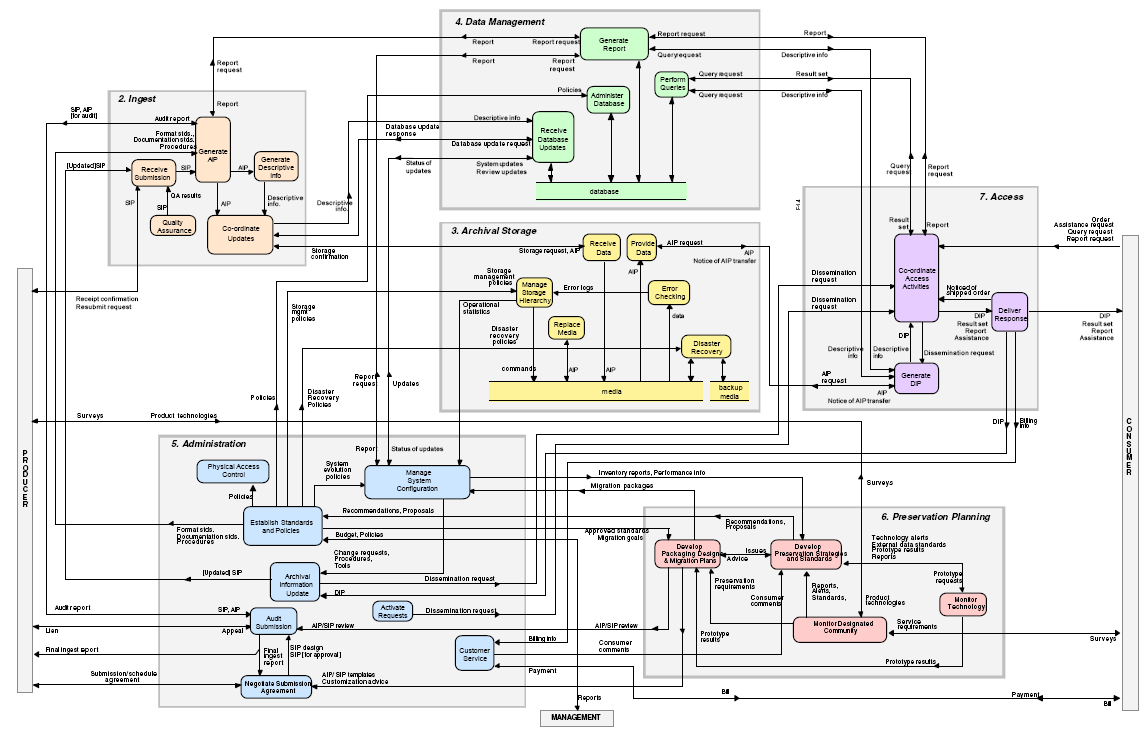 4. Data Management
Generate
Report
Report
Report request
Report request
Report
Report
Report
request
Queryrequest
Descriptive info
Perform
Queries
Query request
Result set
Query request
Descriptive info
Policies
Administer
Database
Report
request
Report
2. Ingest
SIP, AIP
[for audit]
Audit report
Format stds.
Documentation stds.
Procedures
Generate
AIP
[Updated]SIP
Receive
Submission
SIP
AIP
Generate
Descriptive
Info
QA results
SIP
SIP
AIP
Quality
Assurance
Co-ordinate
Updates
Descriptive
info.
Descriptive
info.
Storage
confirmation
Descriptive info
Database update
response
Database update request
Status of
updates
System updates
Review updates
Receive
Database
Updates
database
Query
request
Report
request
7. Access
Result
set
Report
Order
Assistance request
Query request
Report request
Co-ordinate
Access
Activities
Dissemination
request
Dissemination
request
Notice of
shipped order
Deliver
Response
DIP
Result set
Report
Assistance
DIP
Result set
Report
Assistance
DIP
Descriptive
info
Descriptive
info
Dissemination request
Generate
DIP
AIP
request
AIP
Notice of AIP transfer
DIP
Billing
info
3. Archival Storage
Storage request, AIP
Receive
Data
Provide
Data
AIP request
AIP
Notice of AIP transfer
Storage
management
policies
Manage
Storage
Hierarchy
Error logs
AIP
Error
Checking
Operational
statistics
Replace
Media
data
Disaster
recovery
policies
Disaster
Recovery
commands
AIP
AIP
media
backup
media
Receipt confirmation
Resubmit request
Storage
mgmt
policies
Report
request
Updates
Policies
Disaster
Recovery
Policies
Surveys
Product technologies
PRODUCER
CONSUMER
5. Administration
Report
Status of updates
Physical Access
Control
System
evolution
policies
Manage
System
Configuration
Inventory reports, Performance info
Migration packages
Surveys
Policies
Establish Standards
and Policies
Recommendations, Proposals
Format stds.
Documentation stds.
Procedures
Budget, Policies
Approved standards
Migration goals
Change requests,
Procedures,
Tools
[Updated] SIP
Archival
Information
Update
Dissemination request
DIP
Audit report
SIP, AIP
Activate
Requests
Dissemination request
Audit
Submission
Lien
Appeal
AIP/SIP review
AIP/SIP review
Final ingest report
Final
ingest
report
SIP design
SIP [for approval]
Customer
Service
Billing info
Consumer
comments
Payment
Submission/schedule
agreement
Negotiate Submission
Agreement
AIP/ SIP templates
Customization advice
Reports
MANAGEMENT
6. Preservation Planning
Recommendations,
Proposals
Technology alerts
External data standards
Prototype results
Reports
Develop
Packaging Designs
& Migration Plans
Issues
Advice
Develop
Preservation Strategies
and Standards
Prototype
requests
Preservation
requirements
Consumer
comments
Reports,
Alerts,
Standards,
Product
technologies
Monitor
Technology
Prototype
results
Monitor Designated
Community
Service
requirements
Surveys
Prototype results
Bill
Payment
Bill